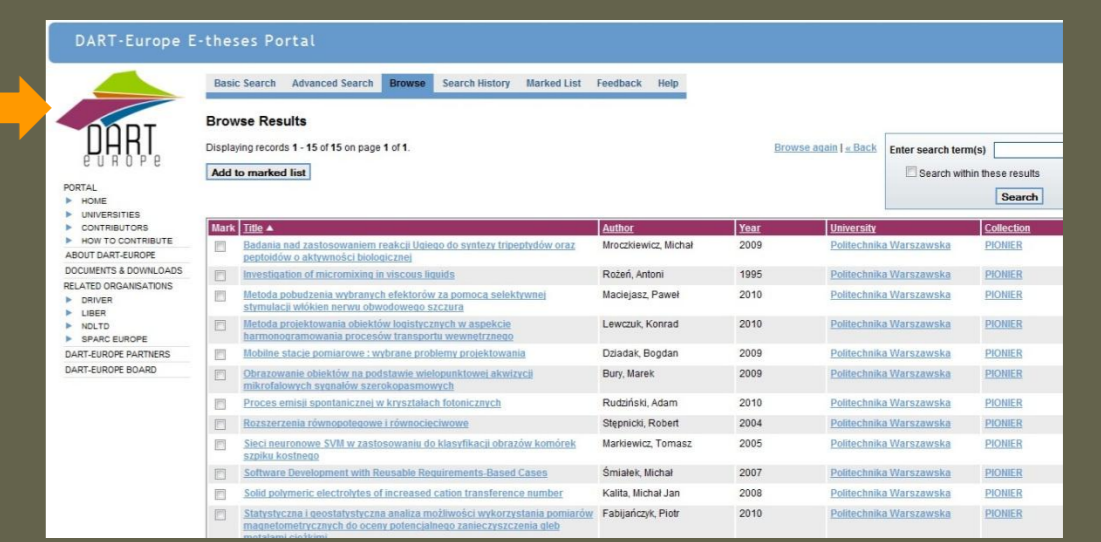 DART-Europe E-theses Portal
DART
EUROPE
Basic Search Advanced Search Browse Search History Marked List Feedback Help
Browse Results
Displaying records 1 - 15 of 15 on page 1 of 1.
Browse again | « Back
Add to marked list
Enter search term(s)
Search within these results
Search
PORTAL
HOME
UNIVERSITIES
CONTRIBUTORS
HOW TO CONTRIBUTE
ABOUT DART-EUROPE
DOCUMENTS & DOWNLOADS
RELATED ORGANISATIONS
DRIVER
LIBER
NDLTD
SPARC EUROPE
DART-EUROPE PARTNERS
DART-EUROPE BOARD
Mark Title ▲ Author Year University Collection
Badania nad zastosowaniem reakcji Ugiego do syntezy tripeptydów oraz Mroczkiewicz, Michał 2009 Politechnika Warszawska PIONIER
peptoidów o aktywności biologicznej
Investigation of micromixing in viscous liquids Rożeń, Antoni 1995 Politechnika Warszawska PIONIER
Metoda pobudzenia wybranych efektorów za pomocą selektywnej Maciejasz, Paweł 2010 Politechnika Warszawska PIONIER
stymulacji włókien nerwu obwodowego szczura
Metoda projektowania obiektów logistycznych w aspekcie Lewczuk, Konrad 2010 Politechnika Warszawska PIONIER
harmonogramowania procesów transportu wewnętrznego
Mobilne stacje pomiarowe : wybrane problemy projektowania Dziadak, Bogdan 2009 Politechnika Warszawska PIONIER
Obrazowanie obiektów na podstawie wielopunktowej akwizycji Bury, Marek 2009 Politechnika Warszawska PIONIER
mikrofalowych sygnałów szerokopasmowych
Proces emisji spontanicznej w kryształach fotonicznych Rudziński, Adam 2010 Politechnika Warszawska PIONIER
Rozszerzenia równopotęgowe i równocięciwowe Stępnicki, Robert 2004 Politechnika Warszawska PIONIER
Sieci neuronowe SVM w zastosowaniu do klasyfikacji obrazów komórek Markiewicz, Tomasz 2005 Politechnika Warszawska PIONIER
szpiku kostnego
Software Development with Reusable Requirements-Based Cases Śmiałek, Michał 2007 Politechnika Warszawska PIONIER
Solid polymeric electrolytes of increased cation transference number Kalita, Michał Jan 2008 Politechnika Warszawska PIONIER
Statystyczna i geostatystyczna analiza możliwości wykorzystania pomiarów Fabijańczyk, Piotr 2010 Politechnika Warszawska PIONIER
magnetometrycznych do oceny potencjalnego zanieczyszczenia gleb
metalami ciężkimi